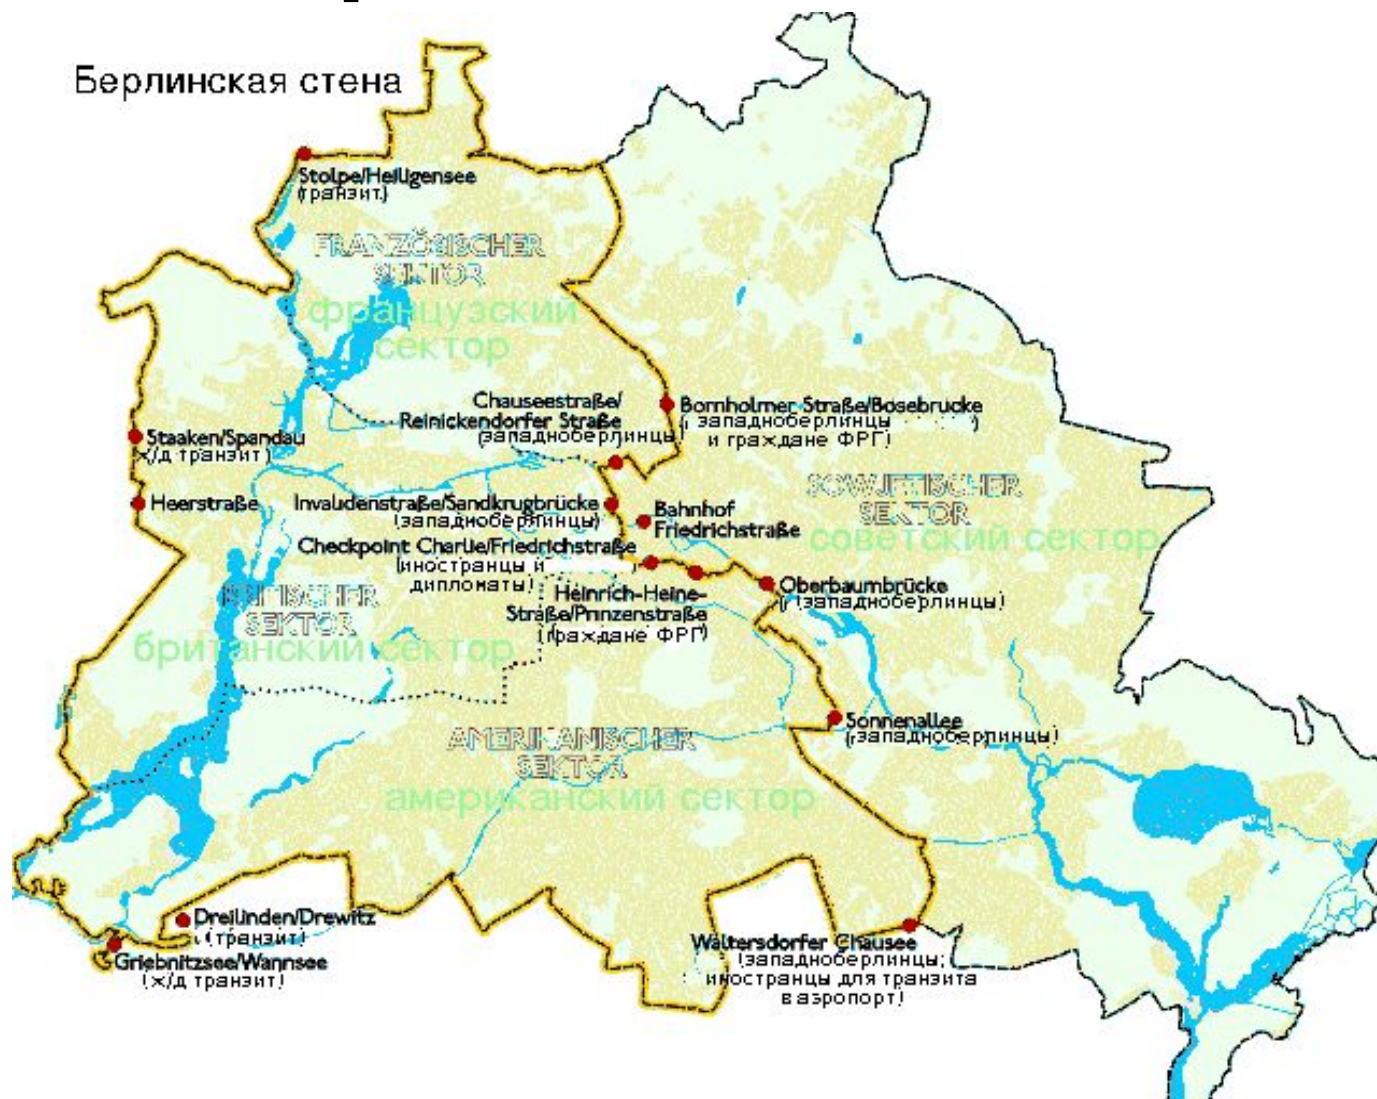 Берлинская стена
Stolpe/Heiligensee
(транзит)
FRANZÖSISCHER
SEKTOR
французский
сектор
Chauseestraße/
Reinickendorfer Straße
(западноберлинцы)
Bornholmer Straße/Bosebrucke
( западноберлинцы )
и граждане ФРГ)
Staaken/Spandau
ж/д транзит)
Heerstraße
Invaludenstraße/Sandkrugbrücke
(западноберлинцы)
Bahnhof
Friedrichstraße
SOWJETISCHER
SEKTOR
советский сектор
Checkpoint Charlie/Friedrichstraße
(иностранцы и )
дипломаты)
Heinrich-Heine-
Straße/Prinzenstraße
(граждане ФРГ)
Oberbaumbrücke
(западноберлинцы)
BRITISCHER
SEKTOR
британский сектор
Sonnenallee
(западноберлинцы)
AMERIKANISCHER
SEKTOR
американский сектор
Dreilinden/Drewitz
(транзит)
Griebnitzsee/Wannsee
(ж/д транзит)
Waltersdorfer Chausee
(западноберлинцы;
иностранцы для транзита
в аэропорт)